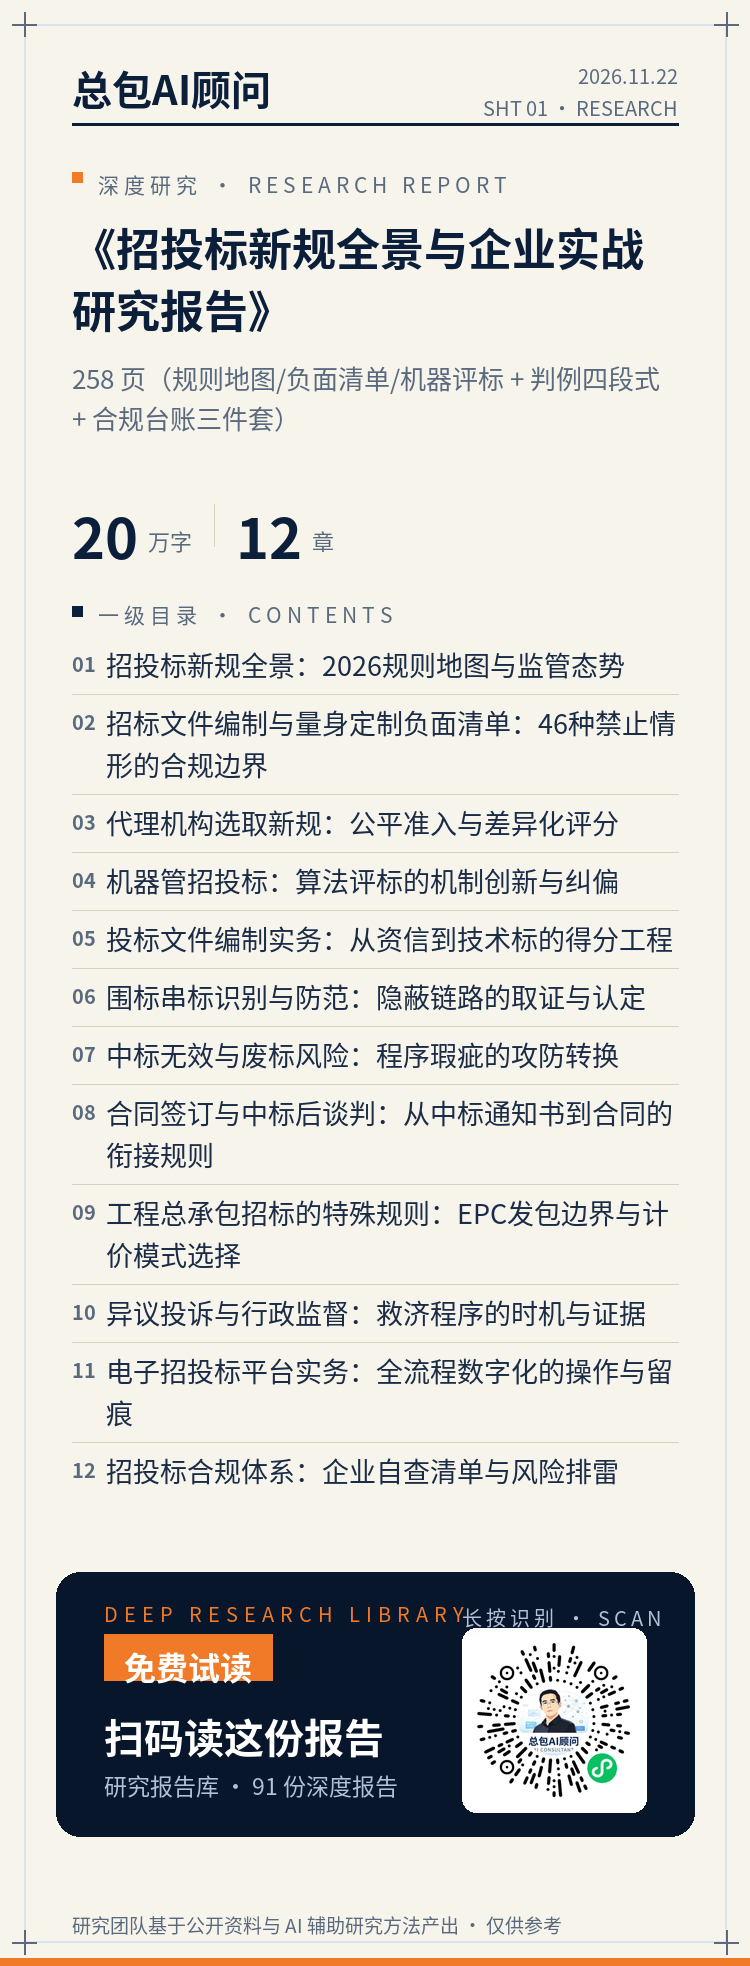 总包AI顾问
2026.11.22
SHT 01 · RESEARCH
深度研究 · RESEARCH REPORT
《招投标新规全景与企业实战
研究报告》
258 页（规则地图/负面清单/机器评标 + 判例四段式
+ 合规台账三件套）
20 万字 12 章
一级目录 · CONTENTS
01 招投标新规全景：2026规则地图与监管态势
02 招标文件编制与量身定制负面清单：46种禁止情
形的合规边界
03 代理机构选取新规：公平准入与差异化评分
04 机器管招投标：算法评标的机制创新与纠偏
05 投标文件编制实务：从资信到技术标的得分工程
06 围标串标识别与防范：隐蔽链路的取证与认定
07 中标无效与废标风险：程序瑕疵的攻防转换
08 合同签订与中标后谈判：从中标通知书到合同的
衔接规则
09 工程总承包招标的特殊规则：EPC发包边界与计
价模式选择
10 异议投诉与行政监督：救济程序的时机与证据
11 电子招投标平台实务：全流程数字化的操作与留
痕
12 招投标合规体系：企业自查清单与风险排雷
DEEP RESEARCH LIBRARY
长按识别 · SCAN
免费试读
扫码读这份报告
研究报告库 · 91 份深度报告
总包AI顾问
AI CONSULTANT
研究团队基于公开资料与 AI 辅助研究方法产出 · 仅供参考